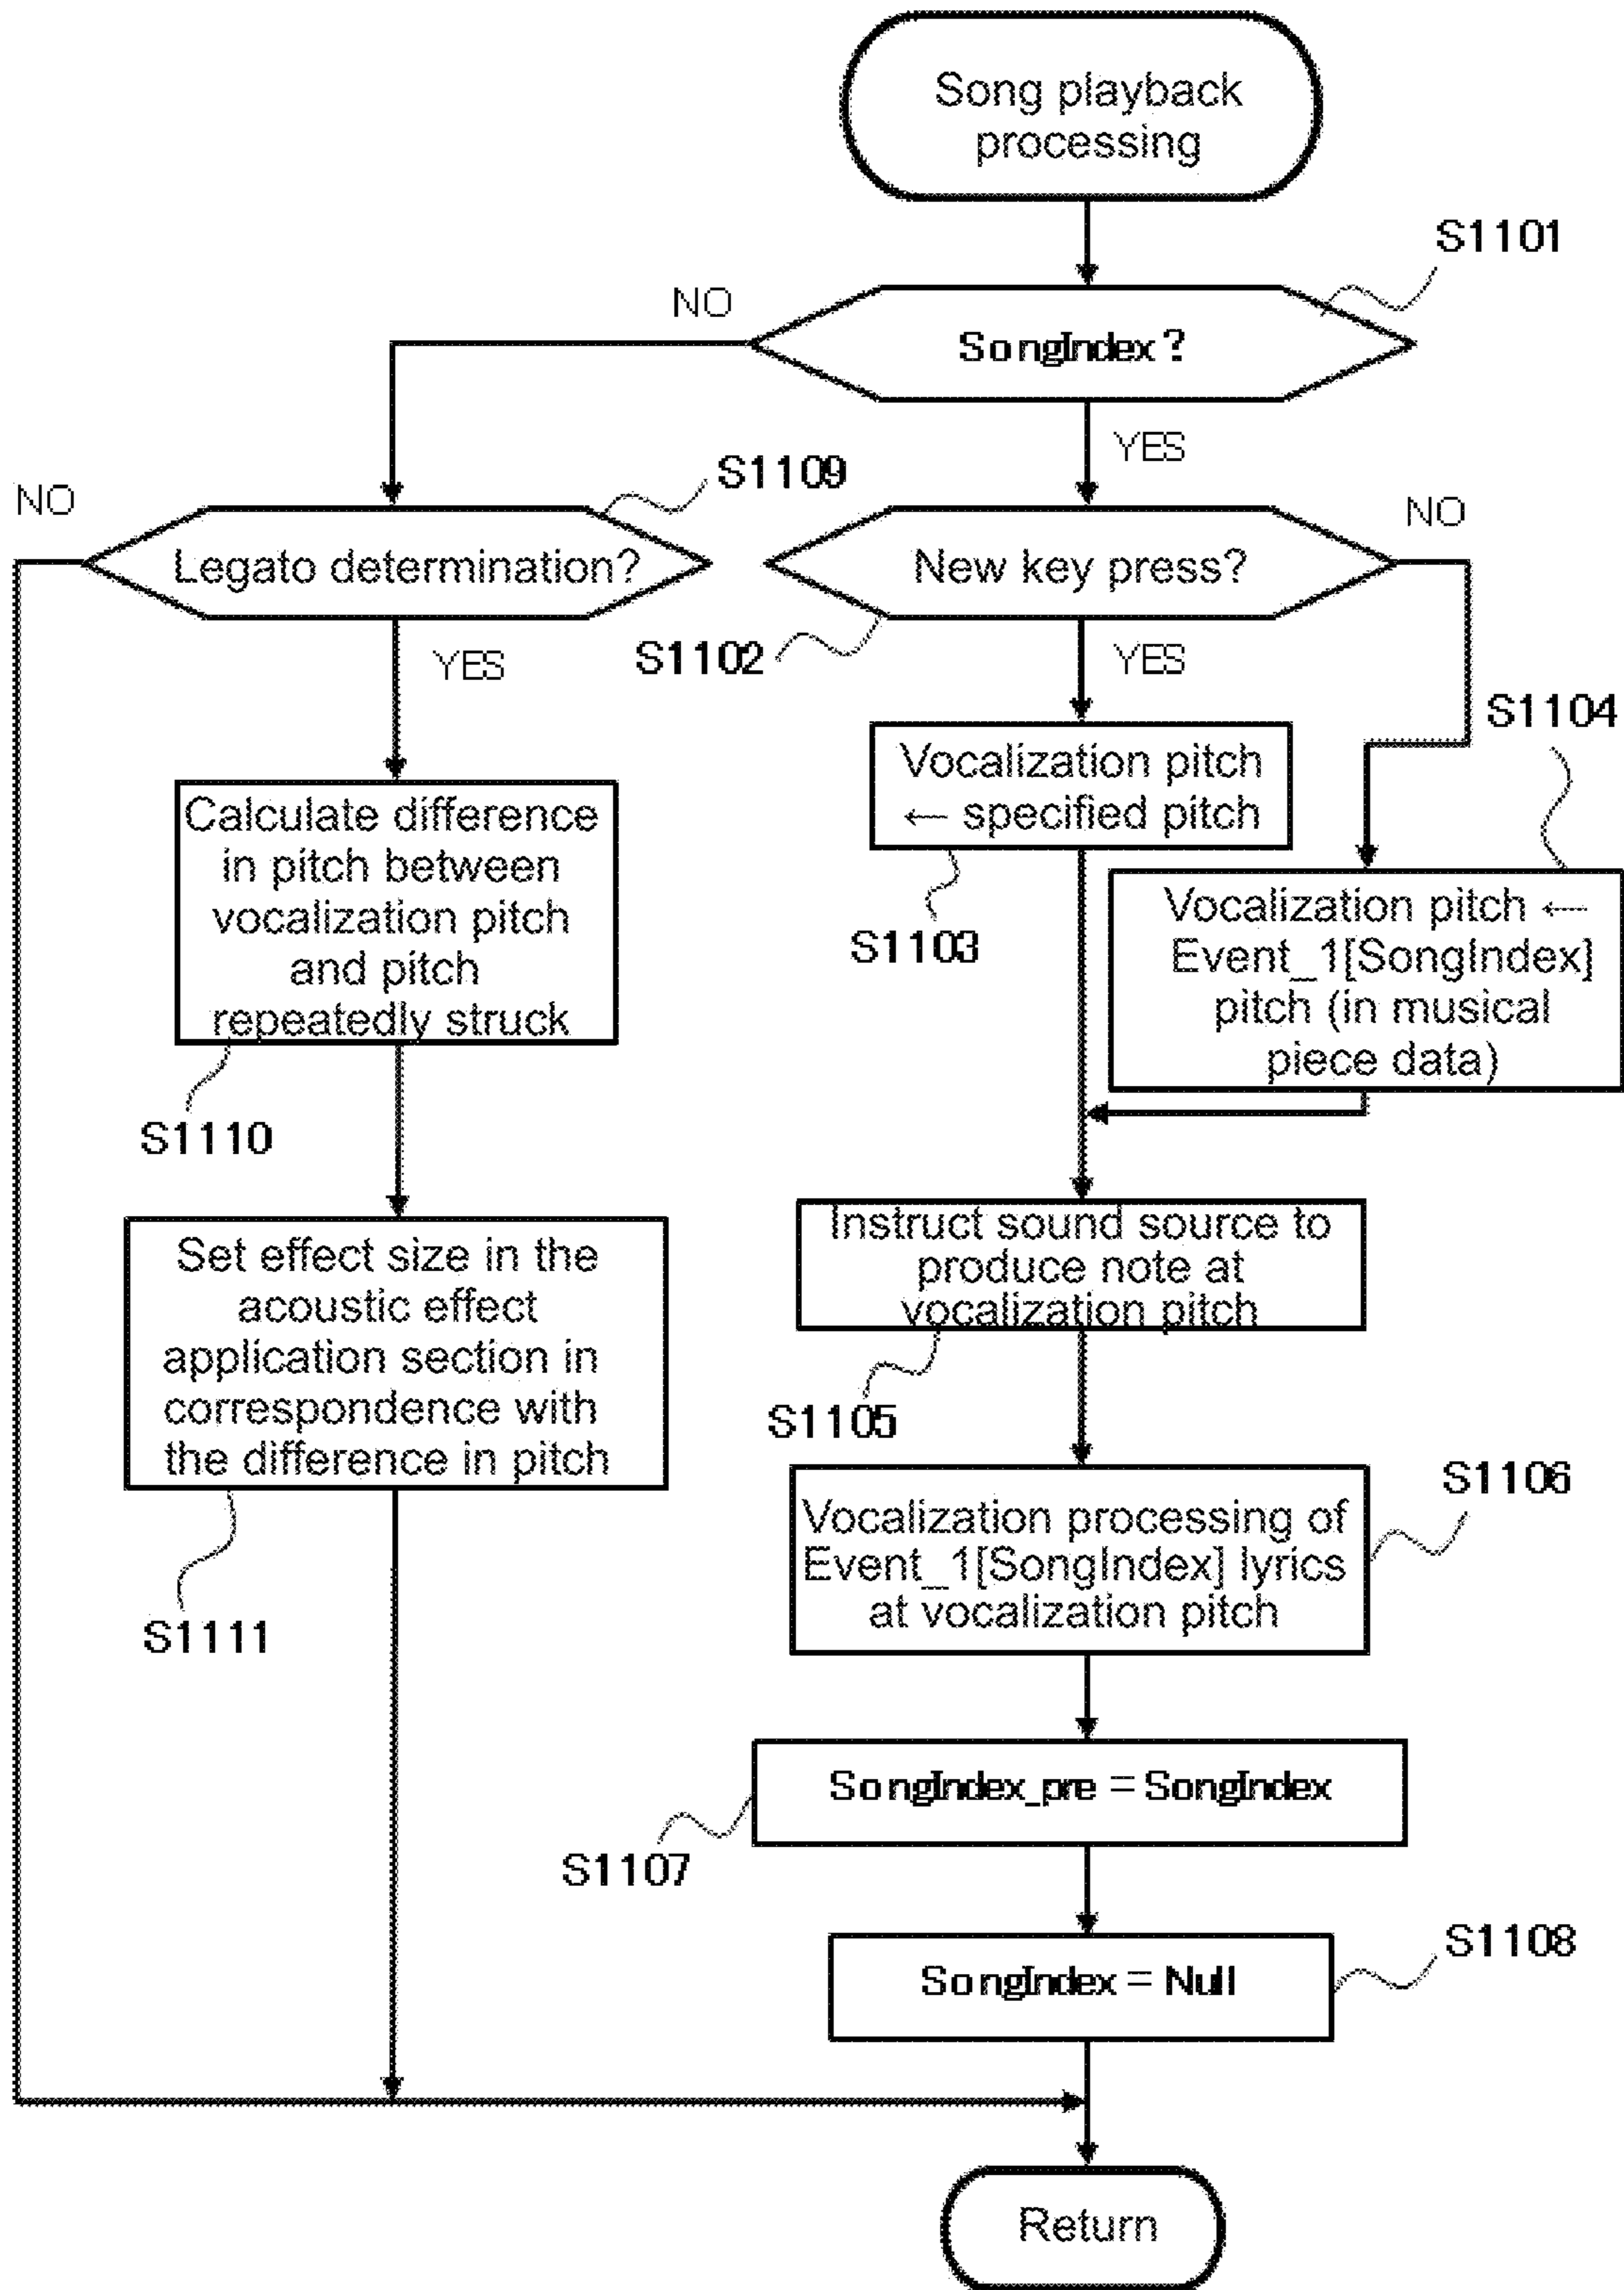 Song playback
processing
S1101
NO
SongIndex?
YES
S1109
NO
Legato determination?
New key press?
NO
S1102
YES
YES
S1104
Vocalization pitch
← specified pitch
S1103
Calculate difference
in pitch between
vocalization pitch
and pitch
repeatedly struck
S1110
Vocalization pitch ←
Event_1[SongIndex]
pitch (in musical
piece data)
Set effect size in the
acoustic effect
application section in
correspondence with
the difference in pitch
S1111
Instruct sound source to
produce note at
vocalization pitch
S1105
S1106
Vocalization processing of
Event_1[SongIndex] lyrics
at vocalization pitch
SongIndex_pre = SongIndex
S1107
S1108
SongIndex = Null
Return